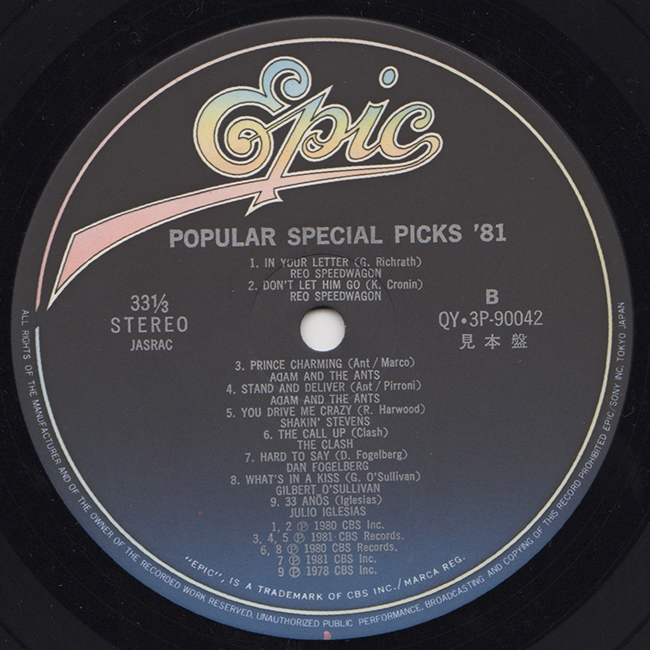 Epic
POPULAR SPECIAL PICKS '81
1. IN YOUR LETTER (G. Richrath)
REO SPEEDWAGON
2. DON'T LET HIM GO (K. Cronin)
REO SPEEDWAGON
33 1/3
STEREO
JASRAC
B
QY・3P-90042
見本盤
3. PRINCE CHARMING (Ant / Marco)
ADAM AND THE ANTS
4. STAND AND DELIVER (Ant / Pirroni)
ADAM AND THE ANTS
5. YOU DRIVE ME CRAZY (R. Harwood)
SHAKIN' STEVENS
6. THE CALL UP (Clash)
THE CLASH
7. HARD TO SAY (D. Fogelberg)
DAN FOGELBERG
8. WHAT'S IN A KISS (G. O'Sullivan)
GILBERT O'SULLIVAN
9. 33 AÑOS (Iglesias)
JULIO IGLESIAS
1, 2 Ⓟ 1980 CBS Inc.
3, 4, 5 Ⓟ 1981 CBS Records.
6, 8 Ⓟ 1980 CBS Records.
7 Ⓟ 1981 CBS Inc.
9 Ⓟ 1978 CBS Inc.
"EPIC", IS A TRADEMARK OF CBS INC./MARCA REG.
ALL RIGHTS OF THE MANUFACTURER AND OF THE OWNER OF THE RECORDED WORK RESERVED, UNAUTHORIZED PUBLIC PERFORMANCE, BROADCASTING AND COPYING OF THIS RECORD PROHIBITED EPIC/SONY INC. TOKYO JAPAN